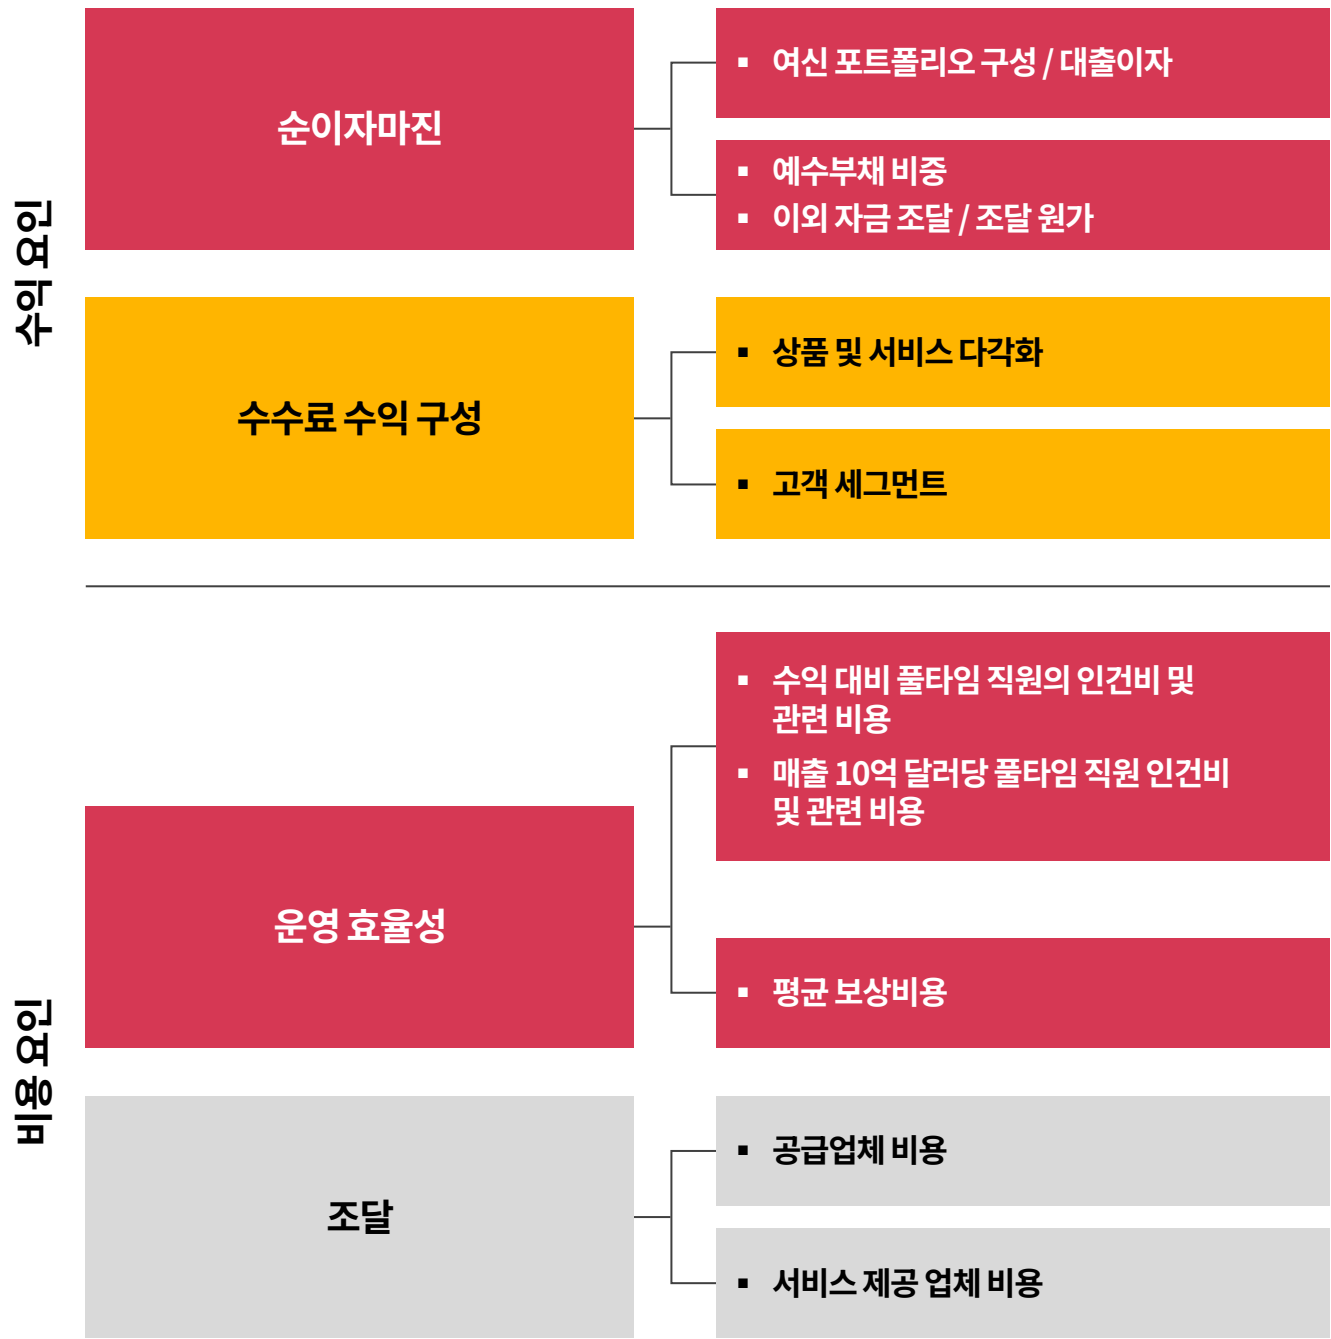 수익 요인
순이자마진
▪ 여신 포트폴리오 구성 / 대출이자
▪ 예수부채 비중
▪ 이외 자금 조달 / 조달 원가
수수료 수익 구성
▪ 상품 및 서비스 다각화
▪ 고객 세그먼트
비용 요인
운영 효율성
▪ 수익 대비 풀타임 직원의 인건비 및
관련 비용
▪ 매출 10억 달러당 풀타임 직원 인건비
및 관련 비용
▪ 평균 보상비용
조달
▪ 공급업체 비용
▪ 서비스 제공 업체 비용